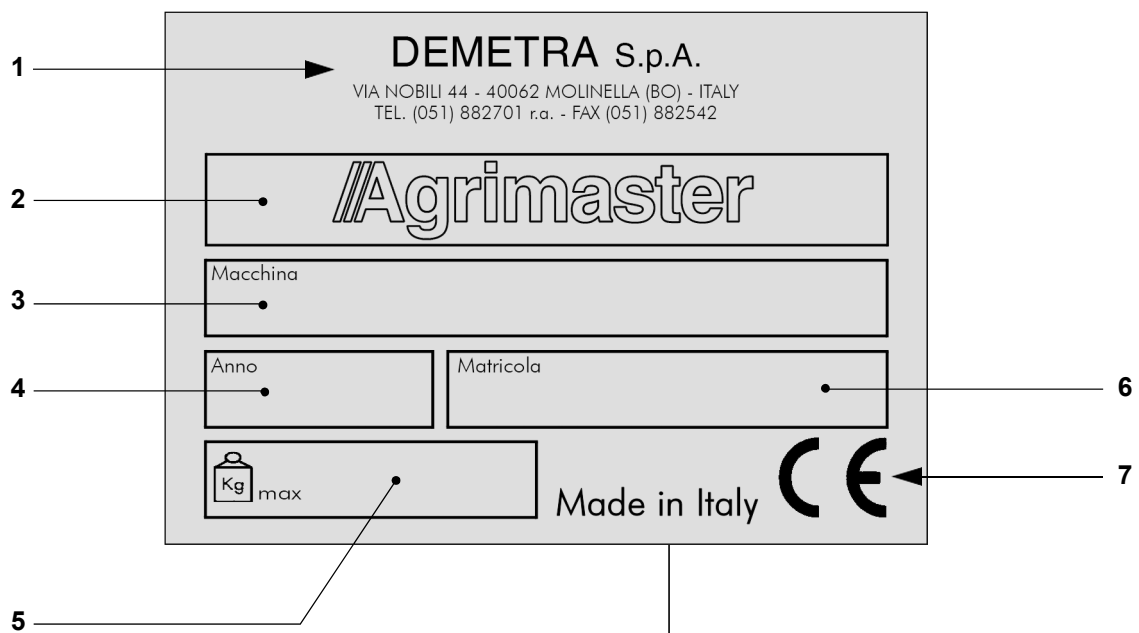 1
DEMETRA S.p.A.
VIA NOBILI 44 - 40062 MOLINELLA (BO) - ITALY
TEL. (051) 882701 r.a. - FAX (051) 882542
2
Agrimaster
3
Macchina
4
Anno
Matricola
6
Kg max
Made in Italy
CE
7
5